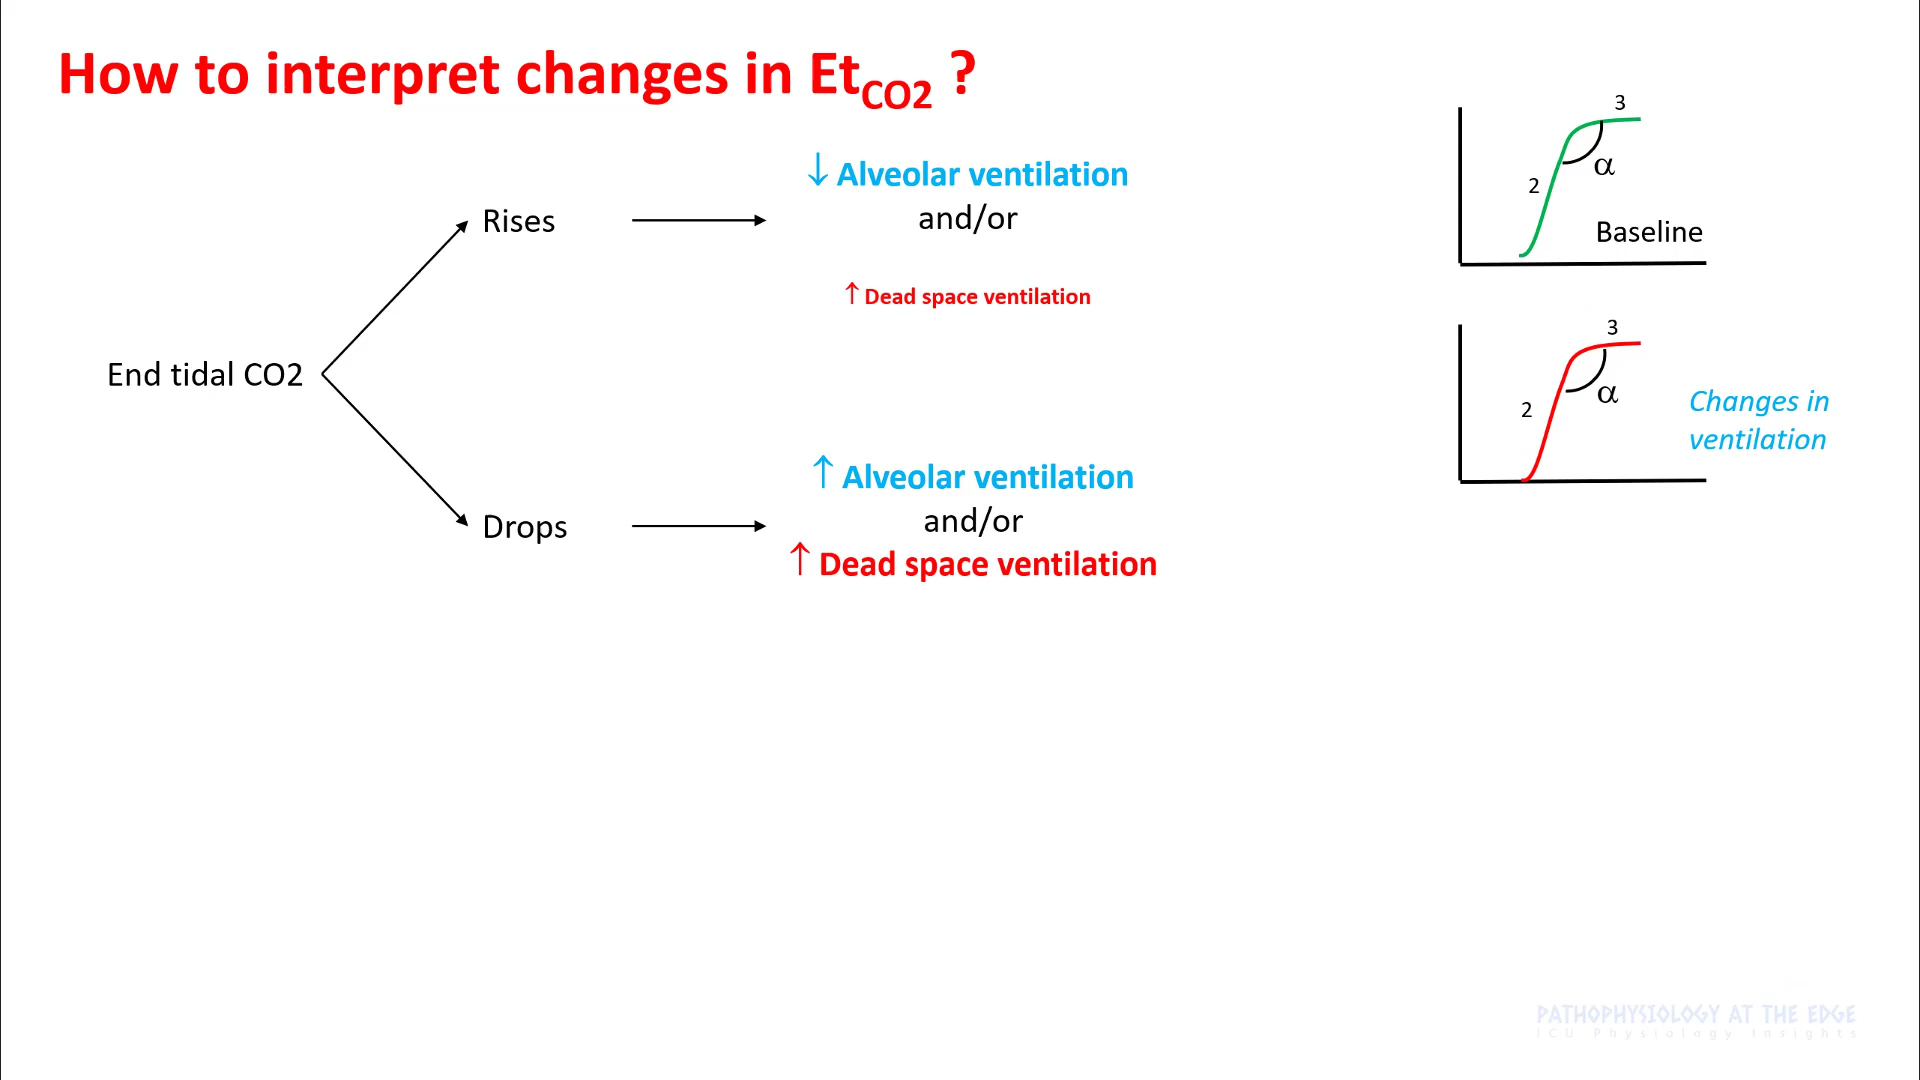 How to interpret changes in EtCO2 ?
↓ Alveolar ventilation
and/or
↑ Dead space ventilation
Rises
End tidal CO2
Drops
↑ Alveolar ventilation
and/or
↑ Dead space ventilation
3
α
2
Baseline
3
α
2
Changes in
ventilation
PATHOPHYSIOLOGY AT THE EDGE
ICU Physiology Insights